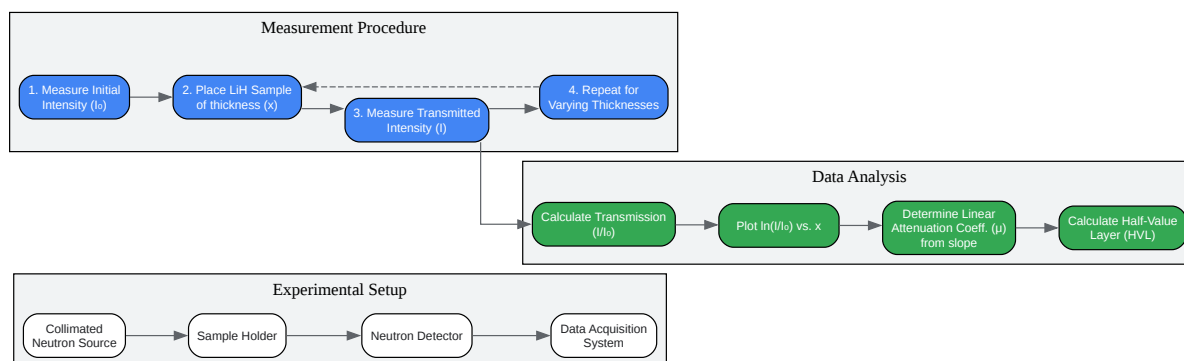 Measurement Procedure
1. Measure Initial
Intensity (I₀)
2. Place LiH Sample
of thickness (x)
3. Measure Transmitted
Intensity (I)
4. Repeat for
Varying Thicknesses
Data Analysis
Calculate Transmission
(I/I₀)
Plot ln(I/I₀) vs. x
Determine Linear
Attenuation Coeff. (μ)
from slope
Calculate Half-Value
Layer (HVL)
Experimental Setup
Collimated
Neutron Source
Sample Holder
Neutron Detector
Data Acquisition
System